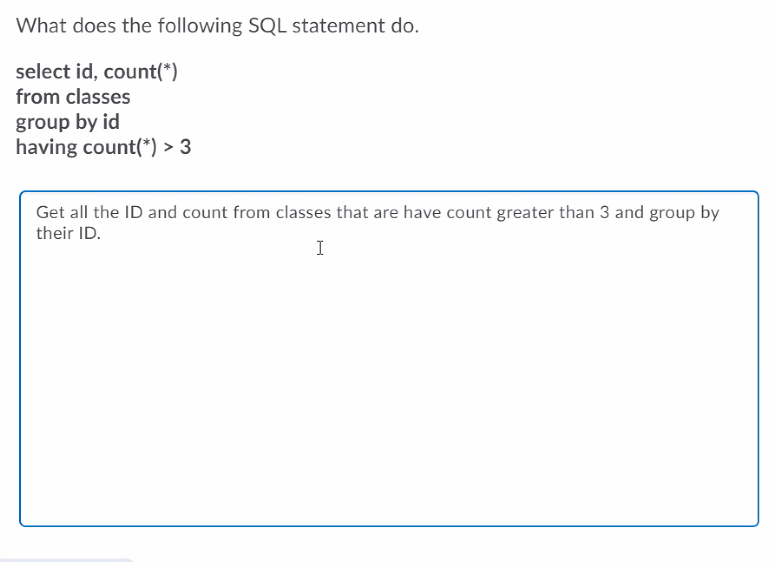 What does the following SQL statement do.
select id, count(*)
from classes
group by id
having count(*) > 3
Get all the ID and count from classes that are have count greater than 3 and group by
their ID.